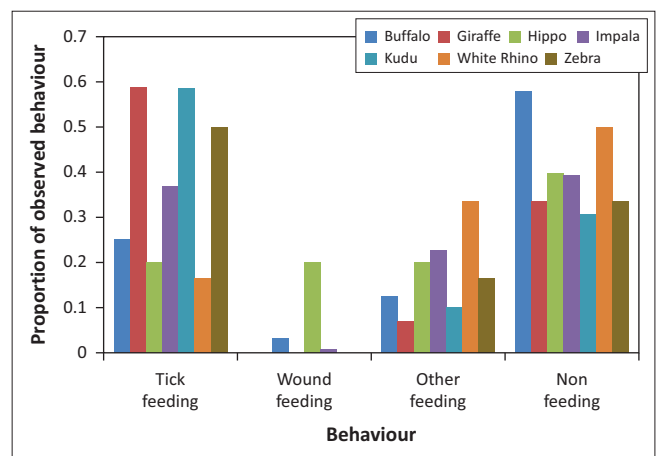 Buffalo Giraffe Hippo Impala
Kudu White Rhino Zebra
Proportion of observed behaviour
0.7
0.6
0.5
0.4
0.3
0.2
0.1
0
Tick
feeding
Wound
feeding
Other
feeding
Non
feeding
Behaviour